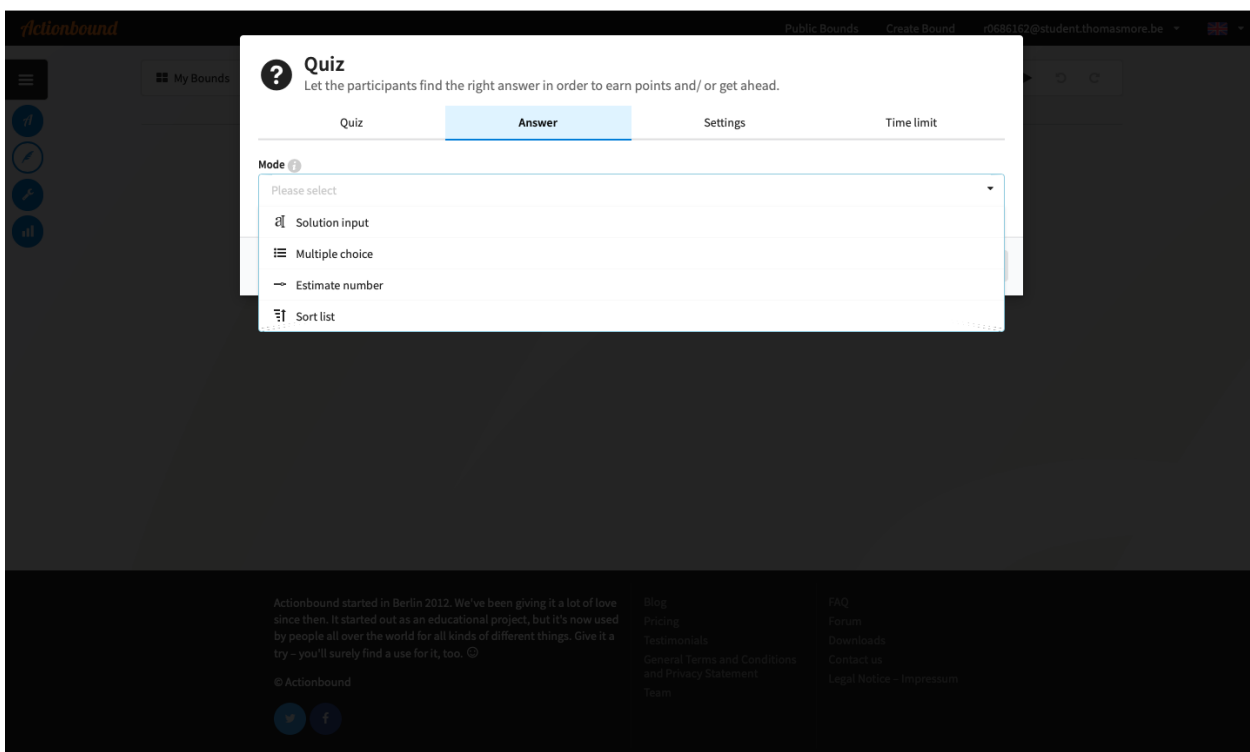 Actionbound
Public Bounds Create Bound r0686162@student.thomasmore.be
My Bounds
Quiz
Let the participants find the right answer in order to earn points and/ or get ahead.
Quiz Answer Settings Time limit
Mode
Please select
Solution input
Multiple choice
Estimate number
Sort list
Actionbound started in Berlin 2012. We've been giving it a lot of love
since then. It started out as an educational project, but it's now used
by people all over the world for all kinds of different things. Give it a
try – you'll surely find a use for it, too.
© Actionbound
Blog
Pricing
Testimonials
General Terms and Conditions
and Privacy Statement
Team
FAQ
Forum
Downloads
Contact us
Legal Notice – Impressum